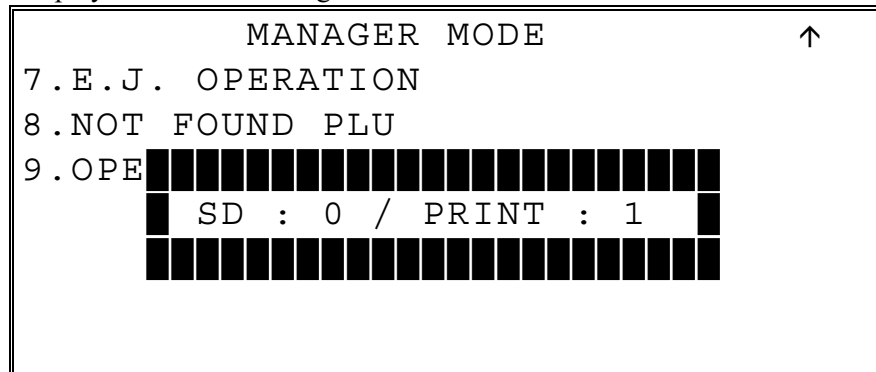 MANAGER MODE ↑
7.E.J. OPERATION
8.NOT FOUND PLU
9.OPE
SD : 0 / PRINT : 1